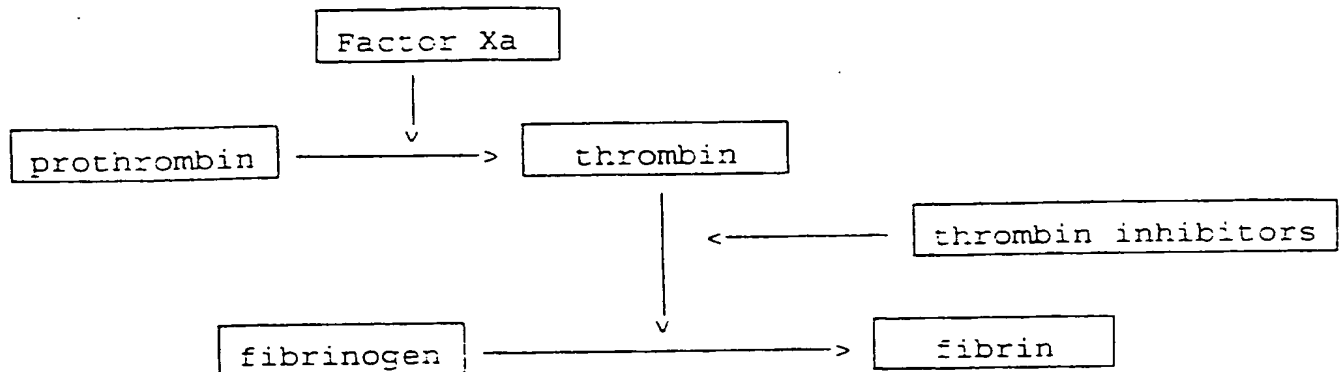 Factor Xa
prothrombin
thrombin
thrombin inhibitors
fibrinogen
fibrin